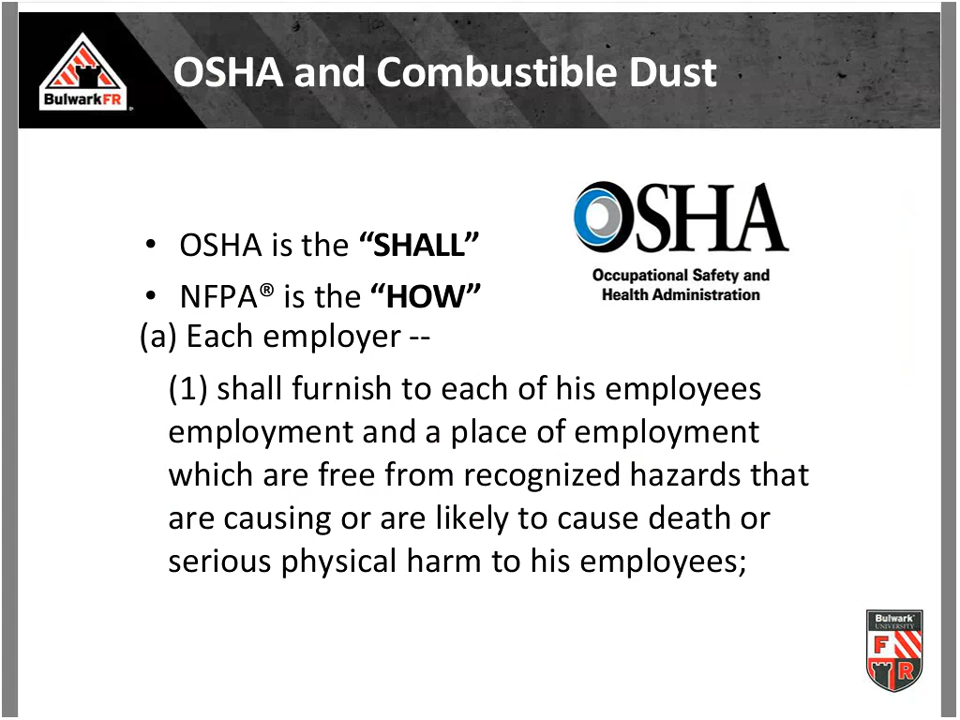 BulwarkFR
OSHA and Combustible Dust
OSHA
Occupational Safety and
Health Administration
• OSHA is the “SHALL”
• NFPA® is the “HOW”
(a) Each employer --
(1) shall furnish to each of his employees
employment and a place of employment
which are free from recognized hazards that
are causing or are likely to cause death or
serious physical harm to his employees;
Bulwark
UNIVERSITY
F
R